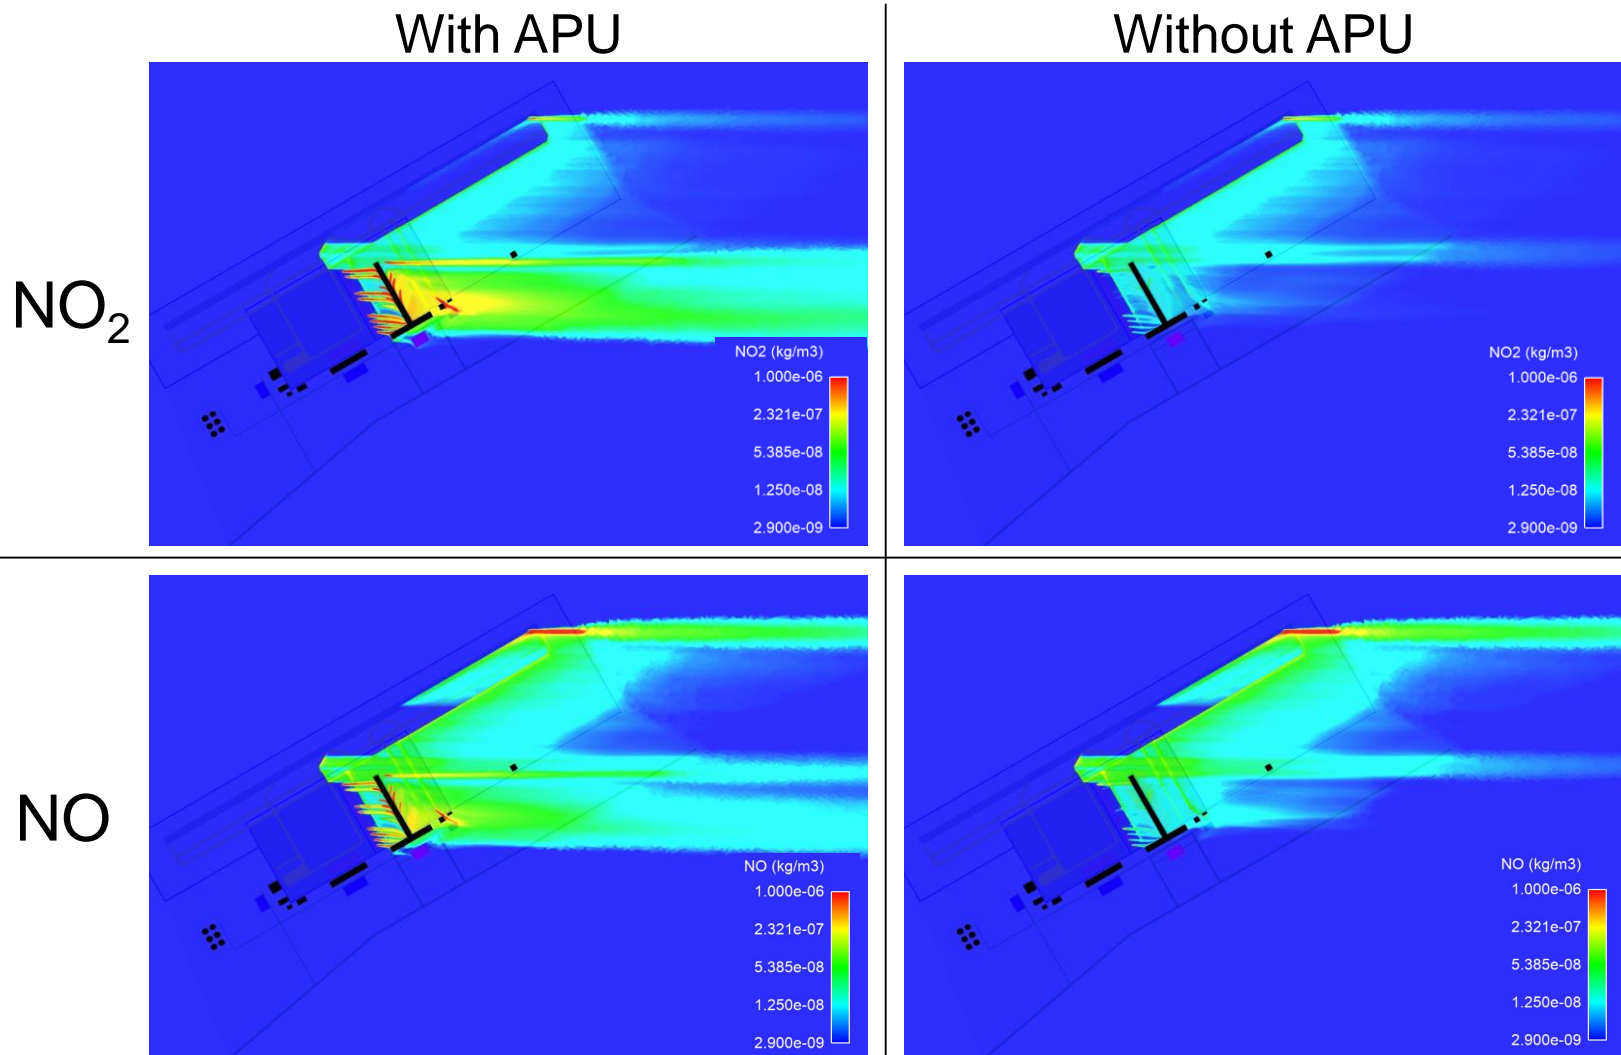 With APU
Without APU
NO2
NO2 (kg/m3)
1.000e-06
2.321e-07
5.385e-08
1.250e-08
2.900e-09
NO2 (kg/m3)
1.000e-06
2.321e-07
5.385e-08
1.250e-08
2.900e-09
NO
NO (kg/m3)
1.000e-06
2.321e-07
5.385e-08
1.250e-08
2.900e-09
NO (kg/m3)
1.000e-06
2.321e-07
5.385e-08
1.250e-08
2.900e-09